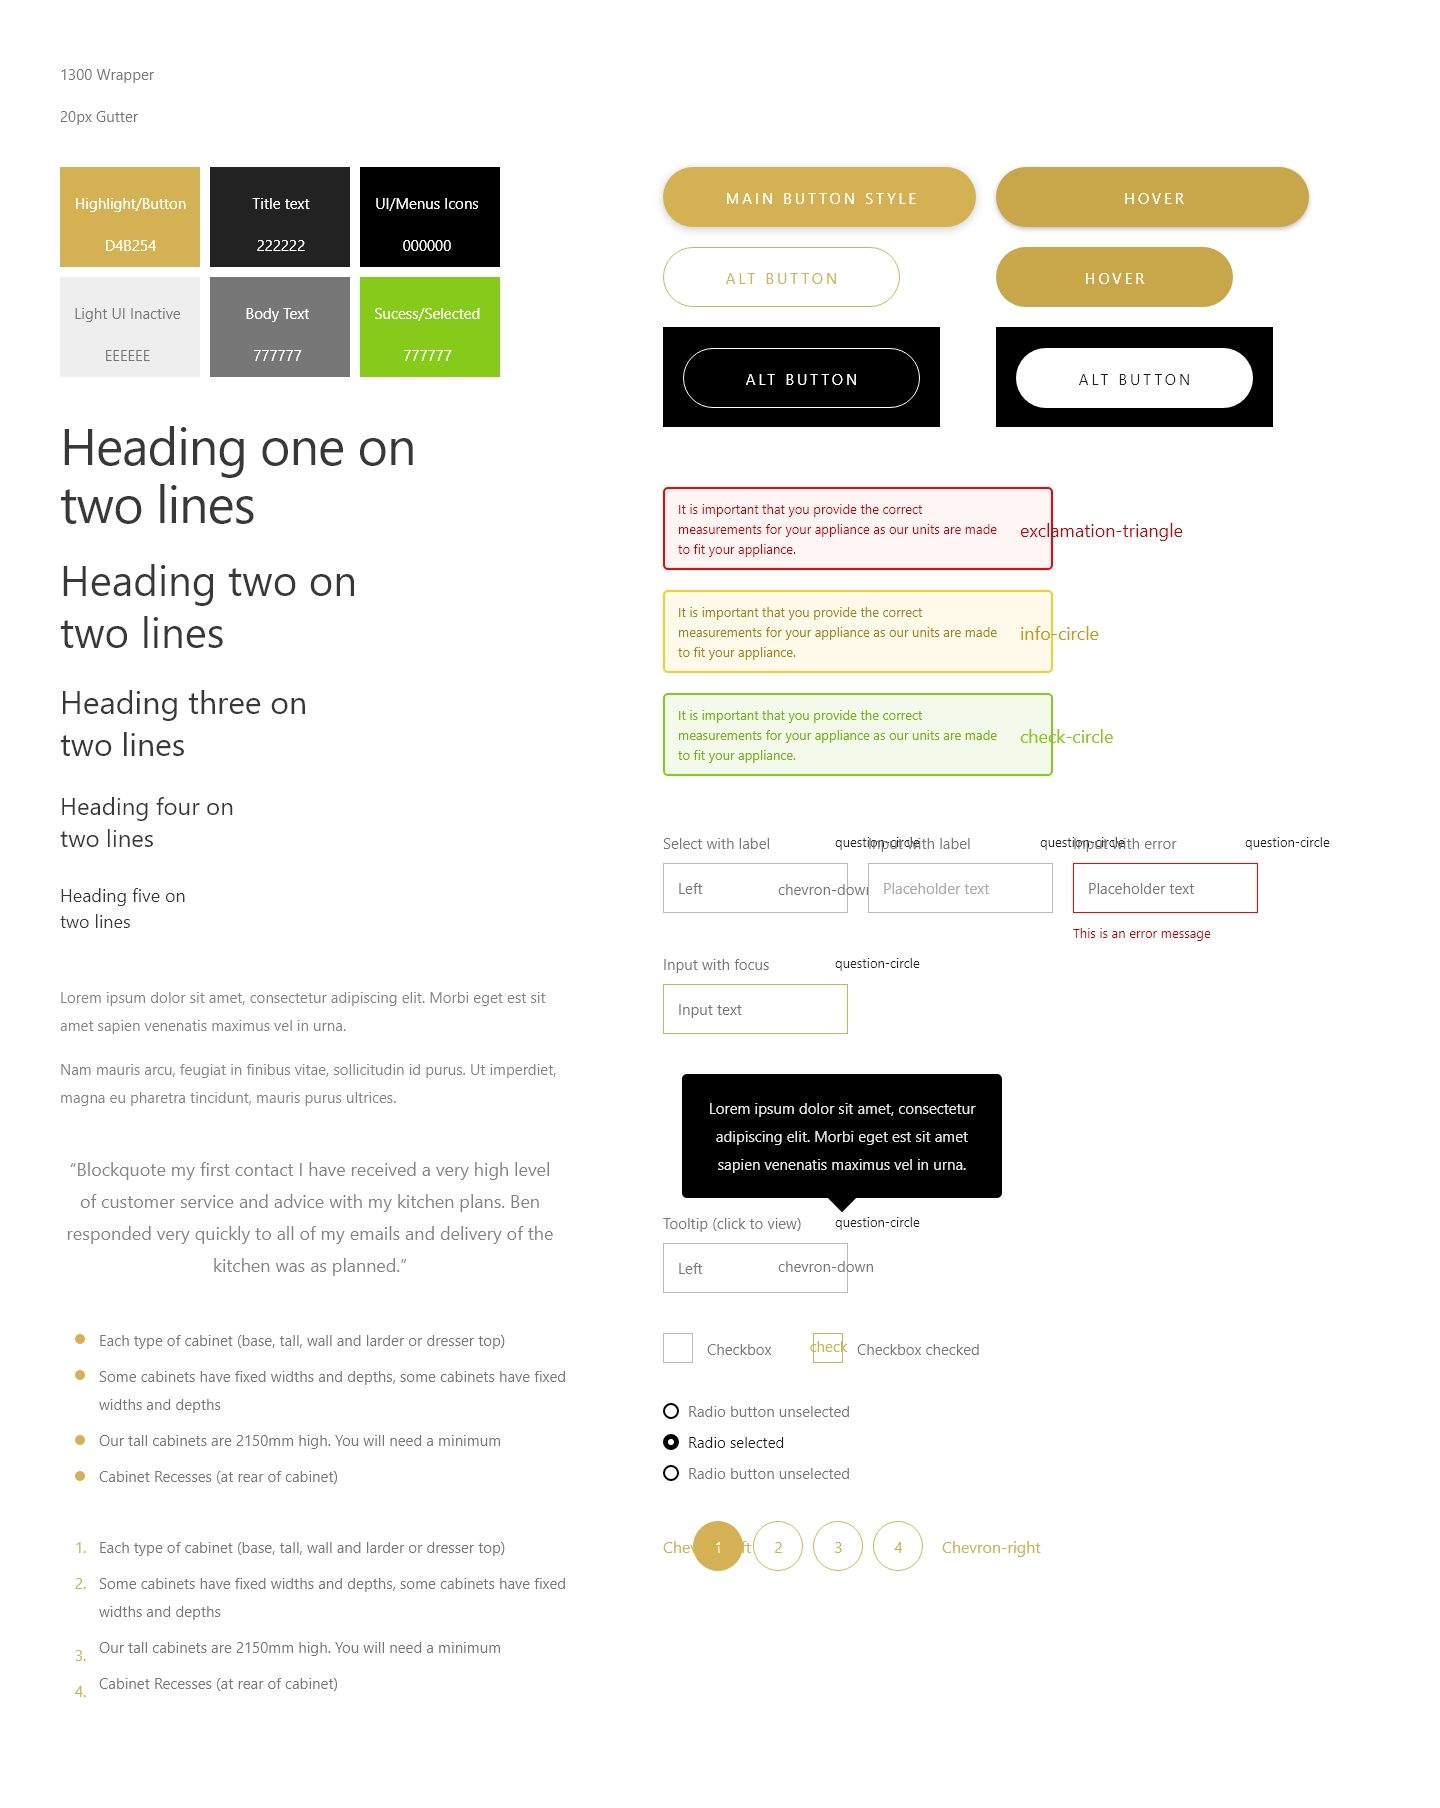 1300 Wrapper
20px Gutter
Highlight/Button
D4B254
Title text
222222
UI/Menus Icons
000000
Light UI Inactive
EEEEEE
Body Text
777777
Sucess/Selected
777777
Heading one on
two lines
Heading two on
two lines
Heading three on
two lines
Heading four on
two lines
Heading five on
two lines
Lorem ipsum dolor sit amet, consectetur adipiscing elit. Morbi eget est sit
amet sapien venenatis maximus vel in urna.
Nam mauris arcu, feugiat in finibus vitae, sollicitudin id purus. Ut imperdiet,
magna eu pharetra tincidunt, mauris purus ultrices.
“Blockquote my first contact I have received a very high level
of customer service and advice with my kitchen plans. Ben
responded very quickly to all of my emails and delivery of the
kitchen was as planned.”
Each type of cabinet (base, tall, wall and larder or dresser top)
Some cabinets have fixed widths and depths, some cabinets have fixed
widths and depths
Our tall cabinets are 2150mm high. You will need a minimum
Cabinet Recesses (at rear of cabinet)
1. Each type of cabinet (base, tall, wall and larder or dresser top)
2. Some cabinets have fixed widths and depths, some cabinets have fixed
widths and depths
3. Our tall cabinets are 2150mm high. You will need a minimum
4. Cabinet Recesses (at rear of cabinet)
MAIN BUTTON STYLE
HOVER
ALT BUTTON
HOVER
ALT BUTTON
ALT BUTTON
It is important that you provide the correct
measurements for your appliance as our units are made
to fit your appliance.
exclamation-triangle
It is important that you provide the correct
measurements for your appliance as our units are made
to fit your appliance.
info-circle
It is important that you provide the correct
measurements for your appliance as our units are made
to fit your appliance.
check-circle
Select with label
question-circle
Input with label
question-circle
Input with error
question-circle
Left
chevron-down
Placeholder text
Placeholder text
This is an error message
Input with focus
question-circle
Input text
Lorem ipsum dolor sit amet, consectetur
adipiscing elit. Morbi eget est sit amet
sapien venenatis maximus vel in urna.
Tooltip (click to view)
question-circle
Left
chevron-down
Checkbox
check
Checkbox checked
Radio button unselected
Radio selected
Radio button unselected
1
2
3
4
Chevron-right